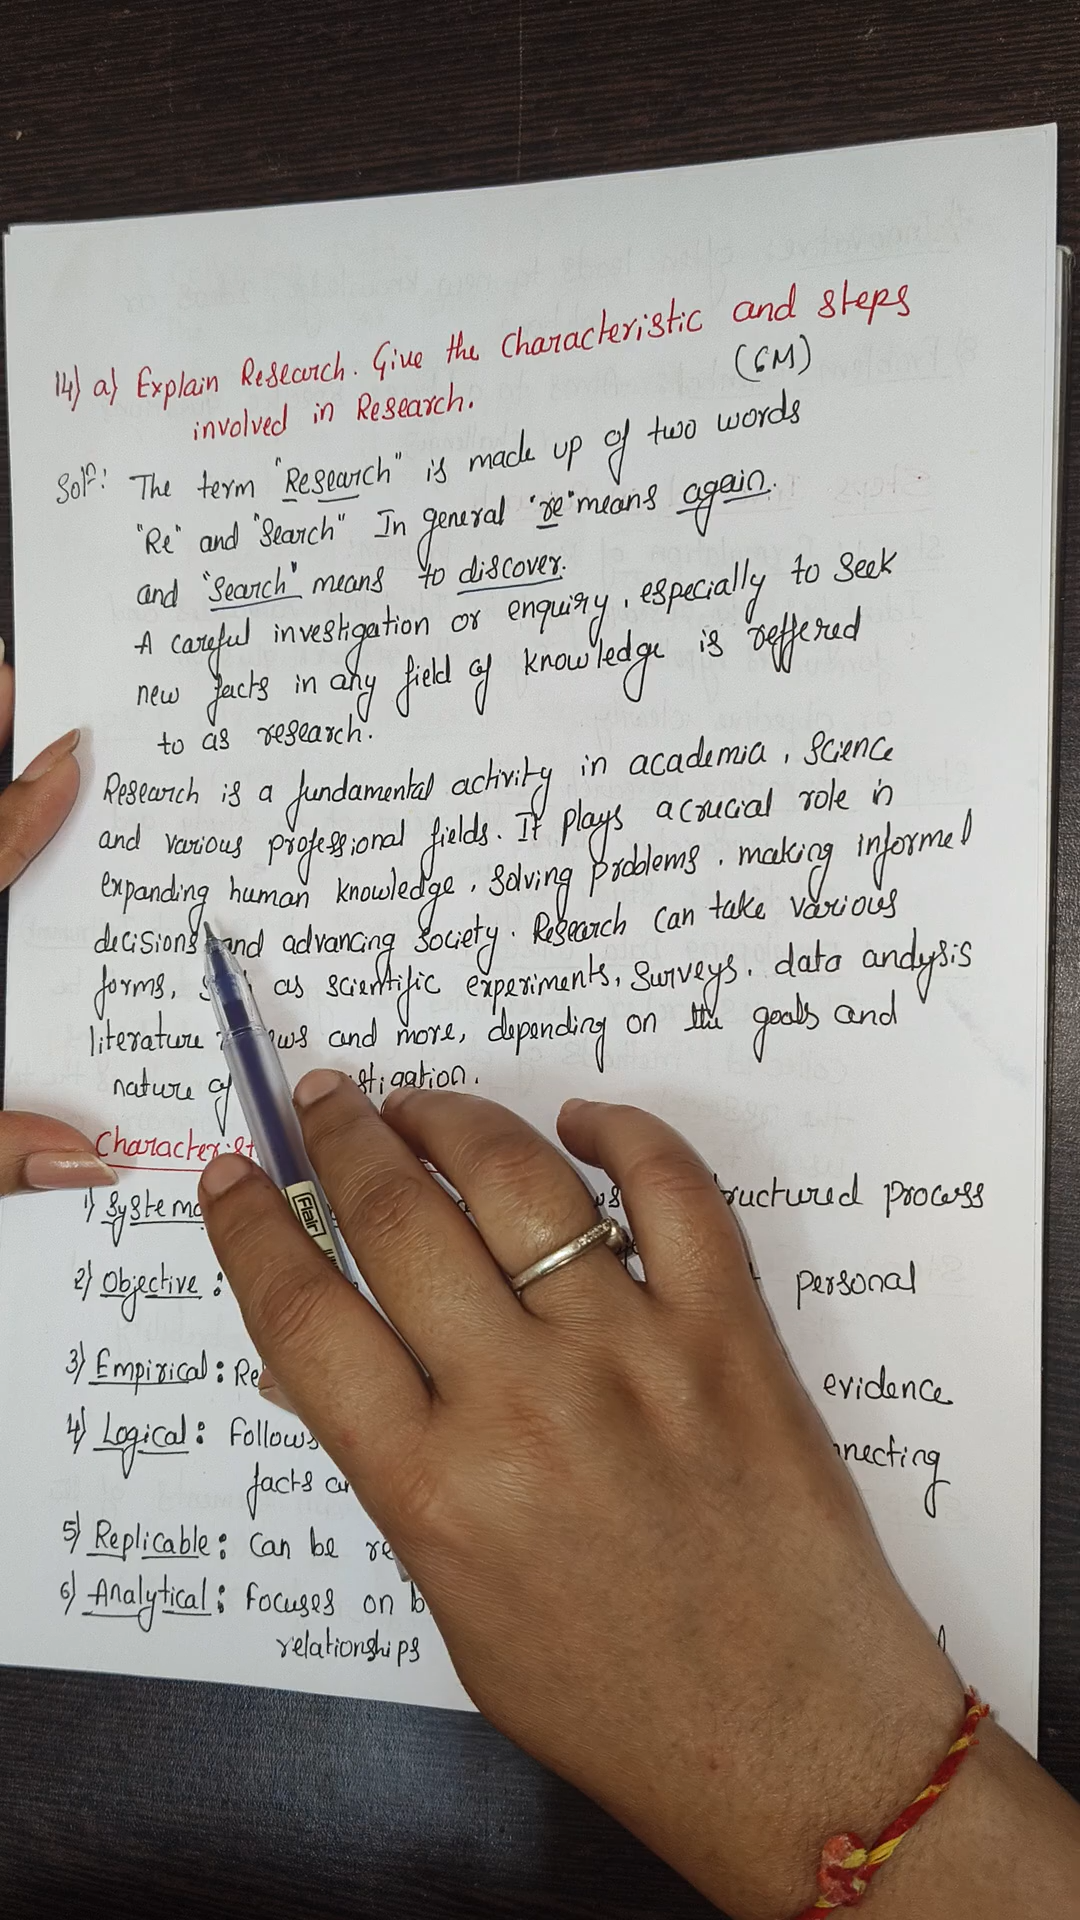 14) a) Explain Research. Give the Characteristic and steps
involved in Research. (6M)
Solⁿ: The term "Research" is made up of two words
"Re" and "Search" In general "re" means again.
and "Search" means to discover.
A careful investigation or enquiry, especially to seek
new facts in any field of knowledge is reffered
to as research.
Research is a fundamental activity in academia, science
and various professional fields. It plays a crucial role in
expanding human knowledge, solving problems, making informed
decisions and advancing society. Research can take various
forms, as scientific experiments, surveys, data analysis
literature and more, depending on the goals and
nature of
1) structured process
2) Objective : personal
3) Empirical : evidence
4) Logical : Follows
facts
5) Replicable : Can be
6) Analytical : Focuses on
relationships
Flair